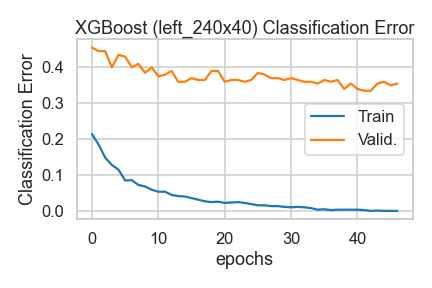 XGBoost (left_240x40) Classification Error
Classification Error
0.4
0.3
0.2
0.1
0.0
Train
Valid.
0 10 20 30 40
epochs